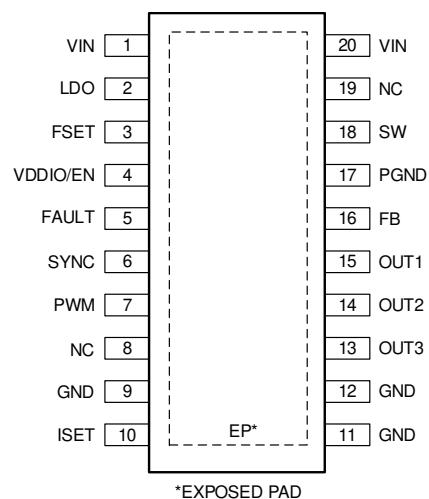 VIN 1 20 VIN
LDO 2 19 NC
FSET 3 18 SW
VDDIO/EN 4 17 PGND
FAULT 5 16 FB
SYNC 6 15 OUT1
PWM 7 14 OUT2
NC 8 13 OUT3
GND 9 12 GND
ISET 10 EP* 11 GND
*EXPOSED PAD